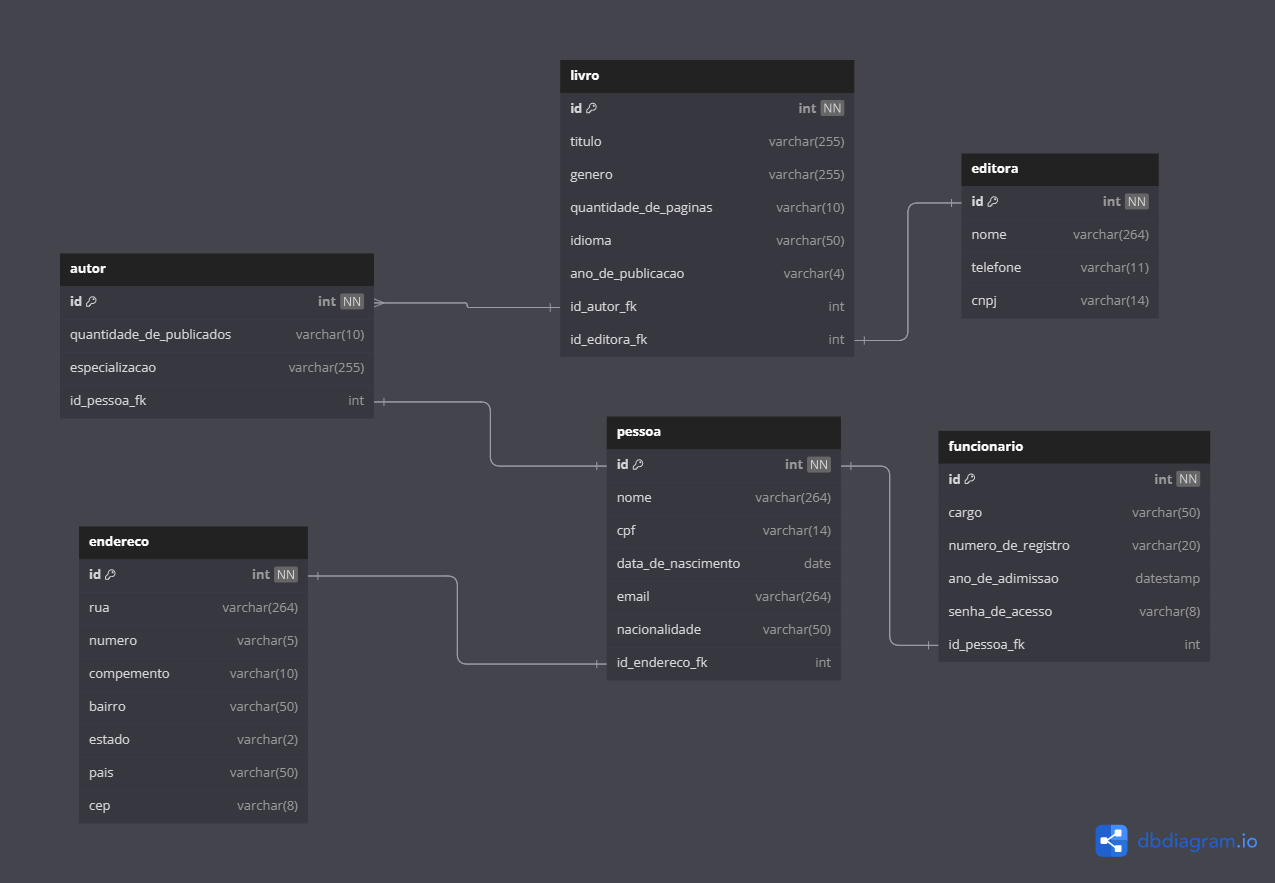 livro
id int NN
titulo varchar(255)
genero varchar(255)
quantidade_de_paginas varchar(10)
idioma varchar(50)
ano_de_publicacao varchar(4)
id_autor_fk int
id_editora_fk int
editora
id int NN
nome varchar(264)
telefone varchar(11)
cnpj varchar(14)
autor
id int NN
quantidade_de_publicados varchar(10)
especializacao varchar(255)
id_pessoa_fk int
pessoa
id int NN
nome varchar(264)
cpf varchar(14)
data_de_nascimento date
email varchar(264)
nacionalidade varchar(50)
id_endereco_fk int
funcionario
id int NN
cargo varchar(50)
numero_de_registro varchar(20)
ano_de_adimissao datestamp
senha_de_acesso varchar(8)
id_pessoa_fk int
endereco
id int NN
rua varchar(264)
numero varchar(5)
compemento varchar(10)
bairro varchar(50)
estado varchar(2)
pais varchar(50)
cep varchar(8)
dbdiagram.io